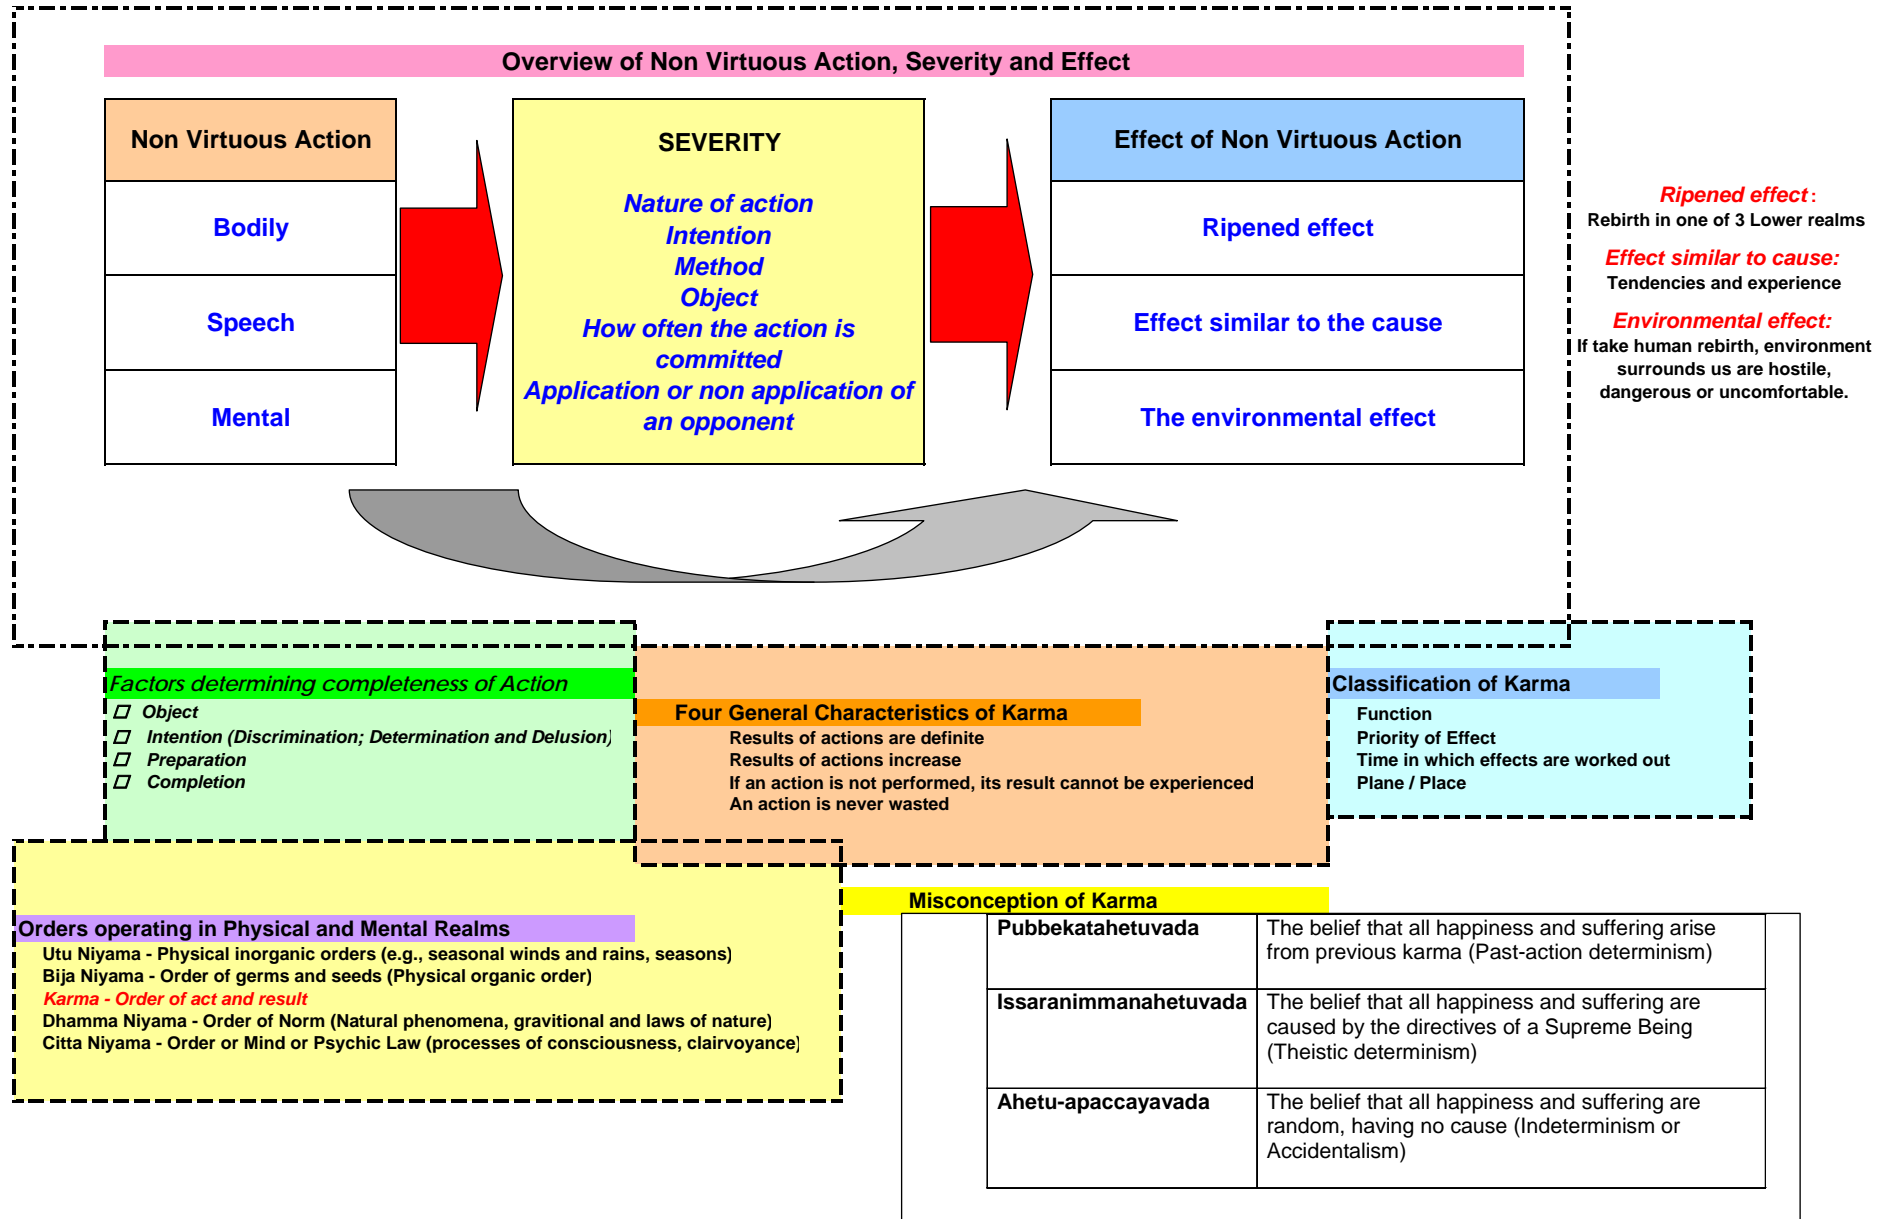 Overview of Non Virtuous Action, Severity and Effect
Non Virtuous Action
Bodily
Speech
Mental
SEVERITY
Nature of action
Intention
Method
Object
How often the action is
committed
Application or non application of
an opponent
Effect of Non Virtuous Action
Ripened effect
Effect similar to the cause
The environmental effect
Ripened effect:
Rebirth in one of 3 Lower realms
Effect similar to cause:
Tendencies and experience
Environmental effect:
If take human rebirth, environment
surrounds us are hostile,
dangerous or uncomfortable.
Factors determining completeness of Action
Object
Intention (Discrimination; Determination and Delusion)
Preparation
Completion
Four General Characteristics of Karma
Results of actions are definite
Results of actions increase
If an action is not performed, its result cannot be experienced
An action is never wasted
Classification of Karma
Function
Priority of Effect
Time in which effects are worked out
Plane / Place
Orders operating in Physical and Mental Realms
Utu Niyama - Physical inorganic orders (e.g., seasonal winds and rains, seasons)
Bija Niyama - Order of germs and seeds (Physical organic order)
Karma - Order of act and result
Dhamma Niyama - Order of Norm (Natural phenomena, gravitional and laws of nature)
Citta Niyama - Order or Mind or Psychic Law (processes of consciousness, clairvoyance)
Misconception of Karma
Pubbekatahetuvada
The belief that all happiness and suffering arise
from previous karma (Past-action determinism)
Issaranimmanahetuvada
The belief that all happiness and suffering are
caused by the directives of a Supreme Being
(Theistic determinism)
Ahetu-apaccayavada
The belief that all happiness and suffering are
random, having no cause (Indeterminism or
Accidentalism)